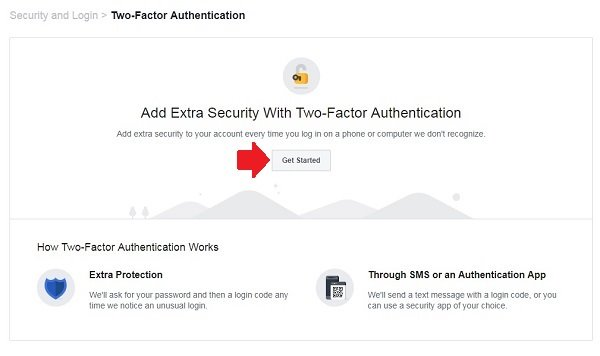 Security and Login > Two-Factor Authentication
Add Extra Security With Two-Factor Authentication
Add extra security to your account every time you log in on a phone or computer we don't recognize.
Get Started
How Two-Factor Authentication Works
Extra Protection
We'll ask for your password and then a login code any
time we notice an unusual login.
Through SMS or an Authentication App
We'll send a text message with a login code, or you
can use a security app of your choice.